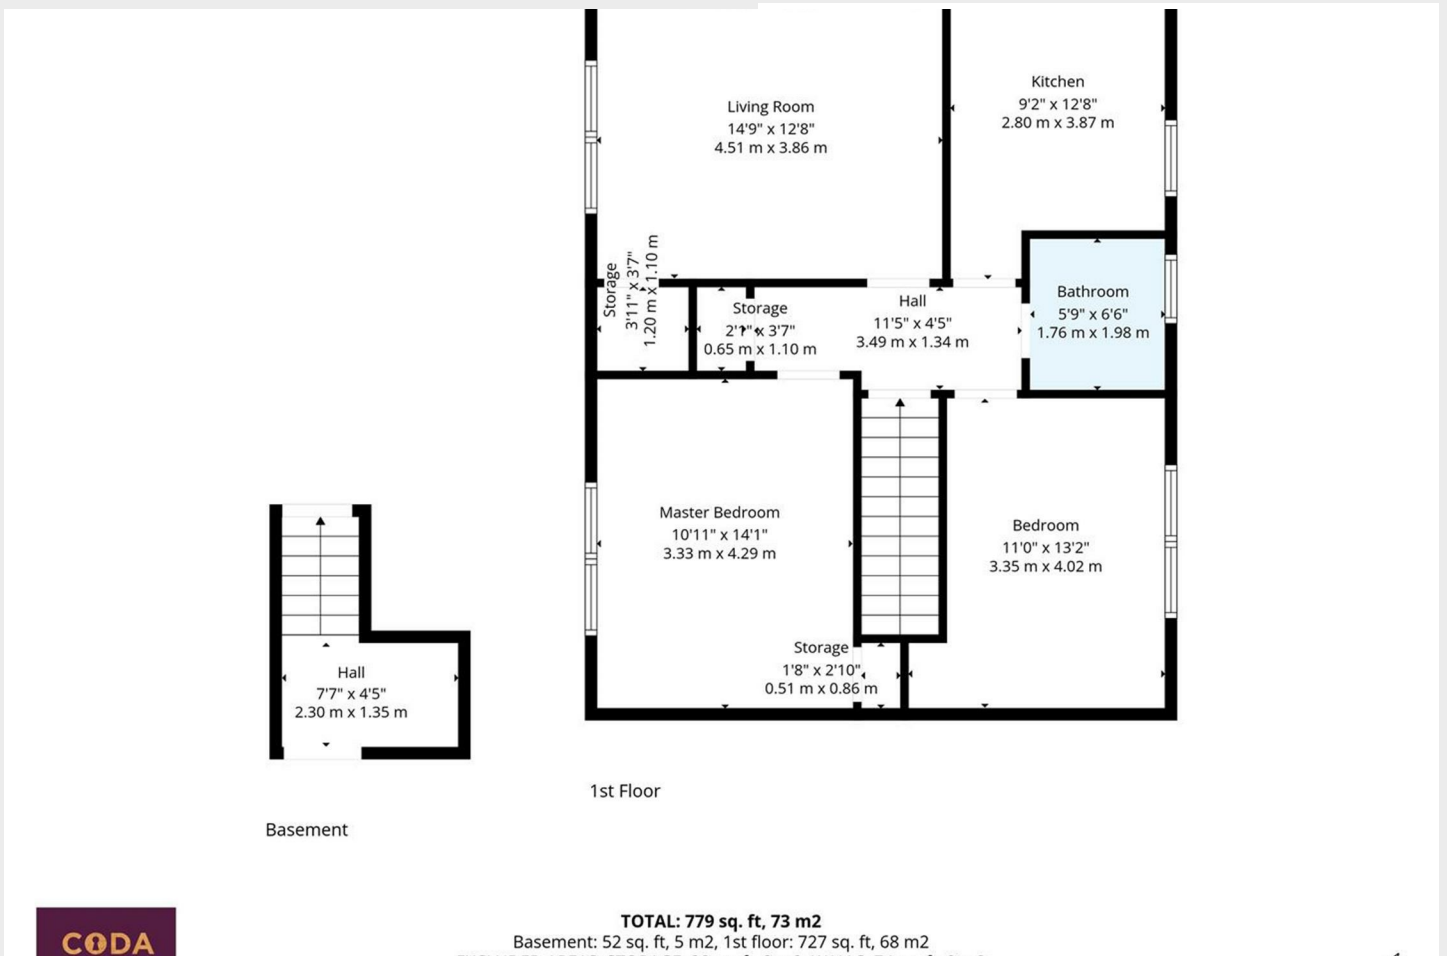 Living Room
14'9" x 12'8"
4.51 m x 3.86 m
Kitchen
9'2" x 12'8"
2.80 m x 3.87 m
Storage
3'11" x 3'7"
1.20 m x 1.10 m
Storage
2'1" x 3'7"
0.65 m x 1.10 m
Hall
11'5" x 4'5"
3.49 m x 1.34 m
Bathroom
5'9" x 6'6"
1.76 m x 1.98 m
Master Bedroom
10'11" x 14'1"
3.33 m x 4.29 m
Bedroom
11'0" x 13'2"
3.35 m x 4.02 m
Storage
1'8" x 2'10"
0.51 m x 0.86 m
Hall
7'7" x 4'5"
2.30 m x 1.35 m
1st Floor
Basement
CODA
TOTAL: 779 sq. ft, 73 m2
Basement: 52 sq. ft, 5 m2, 1st floor: 727 sq. ft, 68 m2